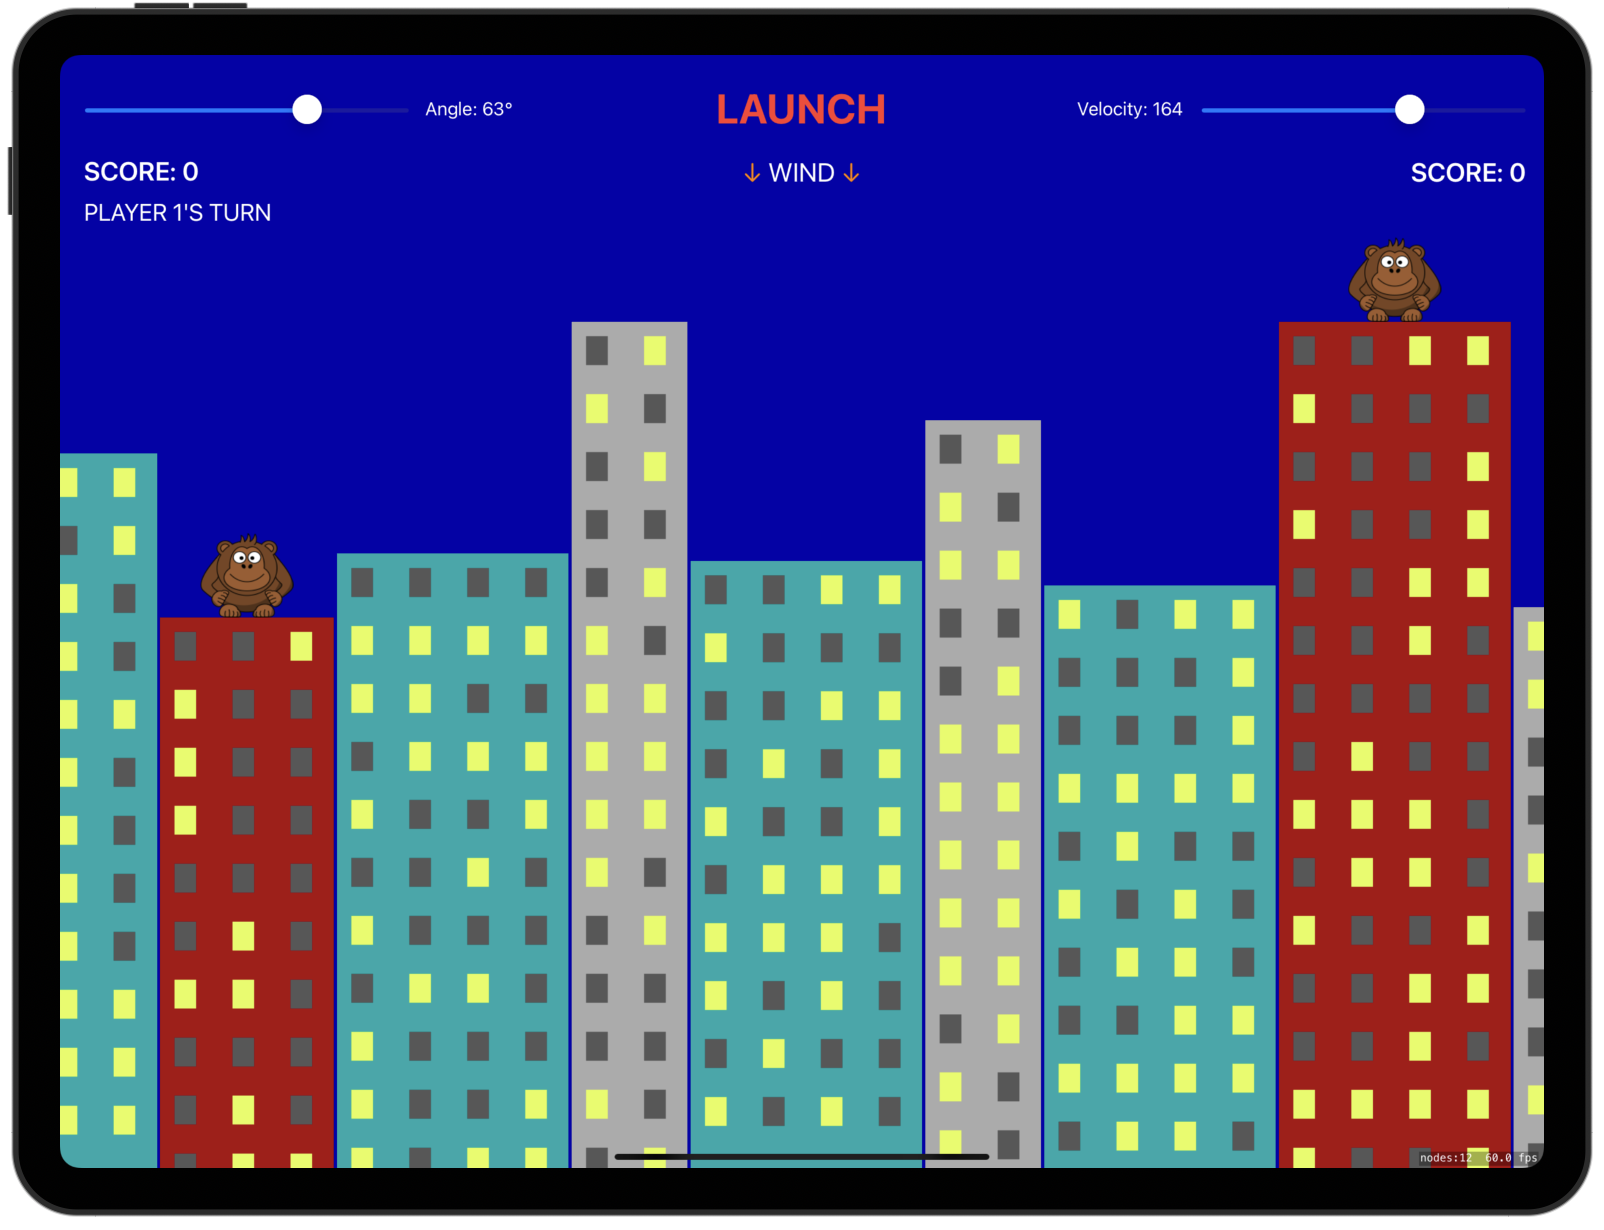 Angle: 63°
LAUNCH
Velocity: 164
SCORE: 0
↓ WIND ↓
SCORE: 0
PLAYER 1'S TURN
nodes:12 60.0 fps